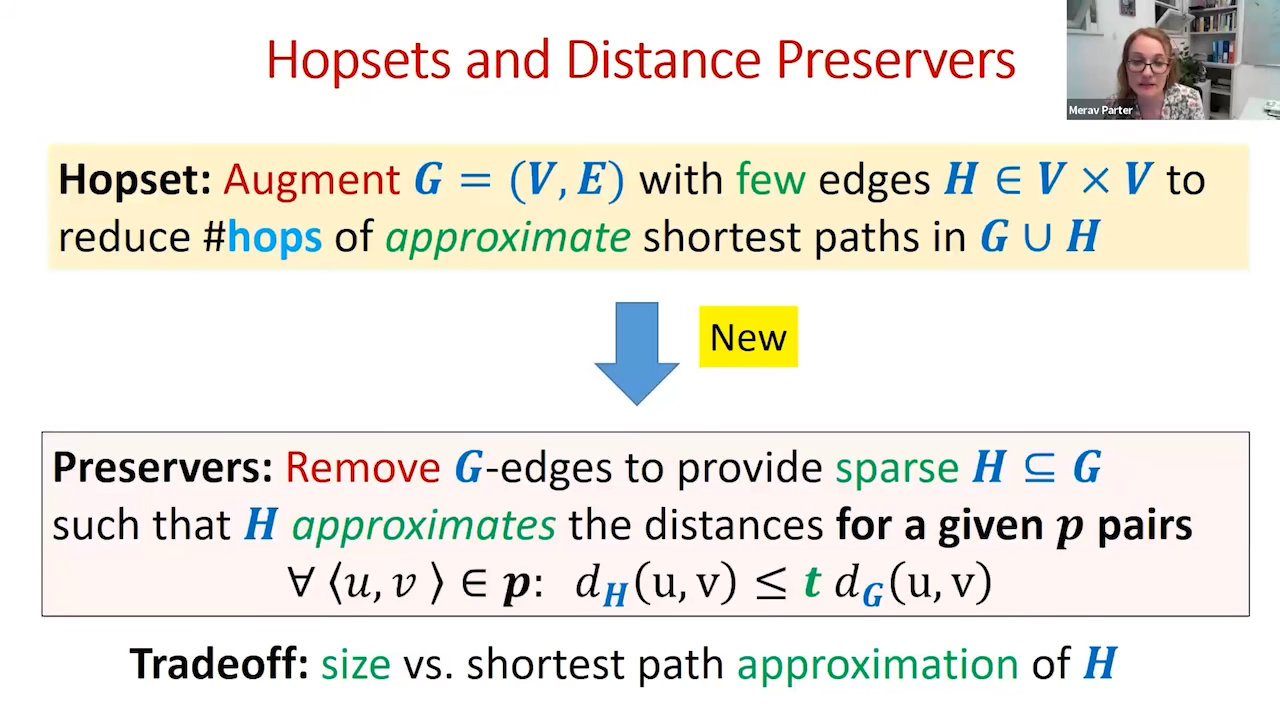 Hopsets and Distance Preservers
Merav Parter
Hopset: Augment G = (V, E) with few edges H ∈ V × V to
reduce #hops of approximate shortest paths in G ∪ H
New
Preservers: Remove G-edges to provide sparse H ⊆ G
such that H approximates the distances for a given p pairs
∀ ⟨u, v ⟩ ∈ p: d_H(u, v) ≤ t d_G(u, v)
Tradeoff: size vs. shortest path approximation of H